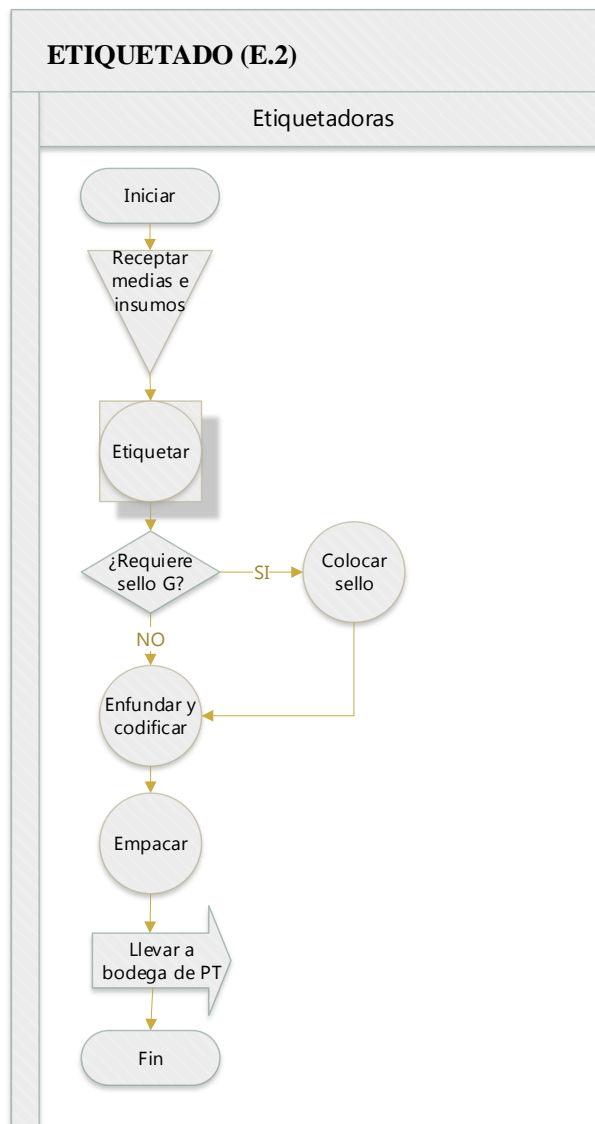 ETIQUETADO (E.2)
Etiquetadoras
Iniciar
Receptar
medias e
insumos
Etiquetar
¿Requiere
sello G?
SI
Colocar
sello
NO
Enfundar y
codificar
Empacar
Llevar a
bodega de PT
Fin